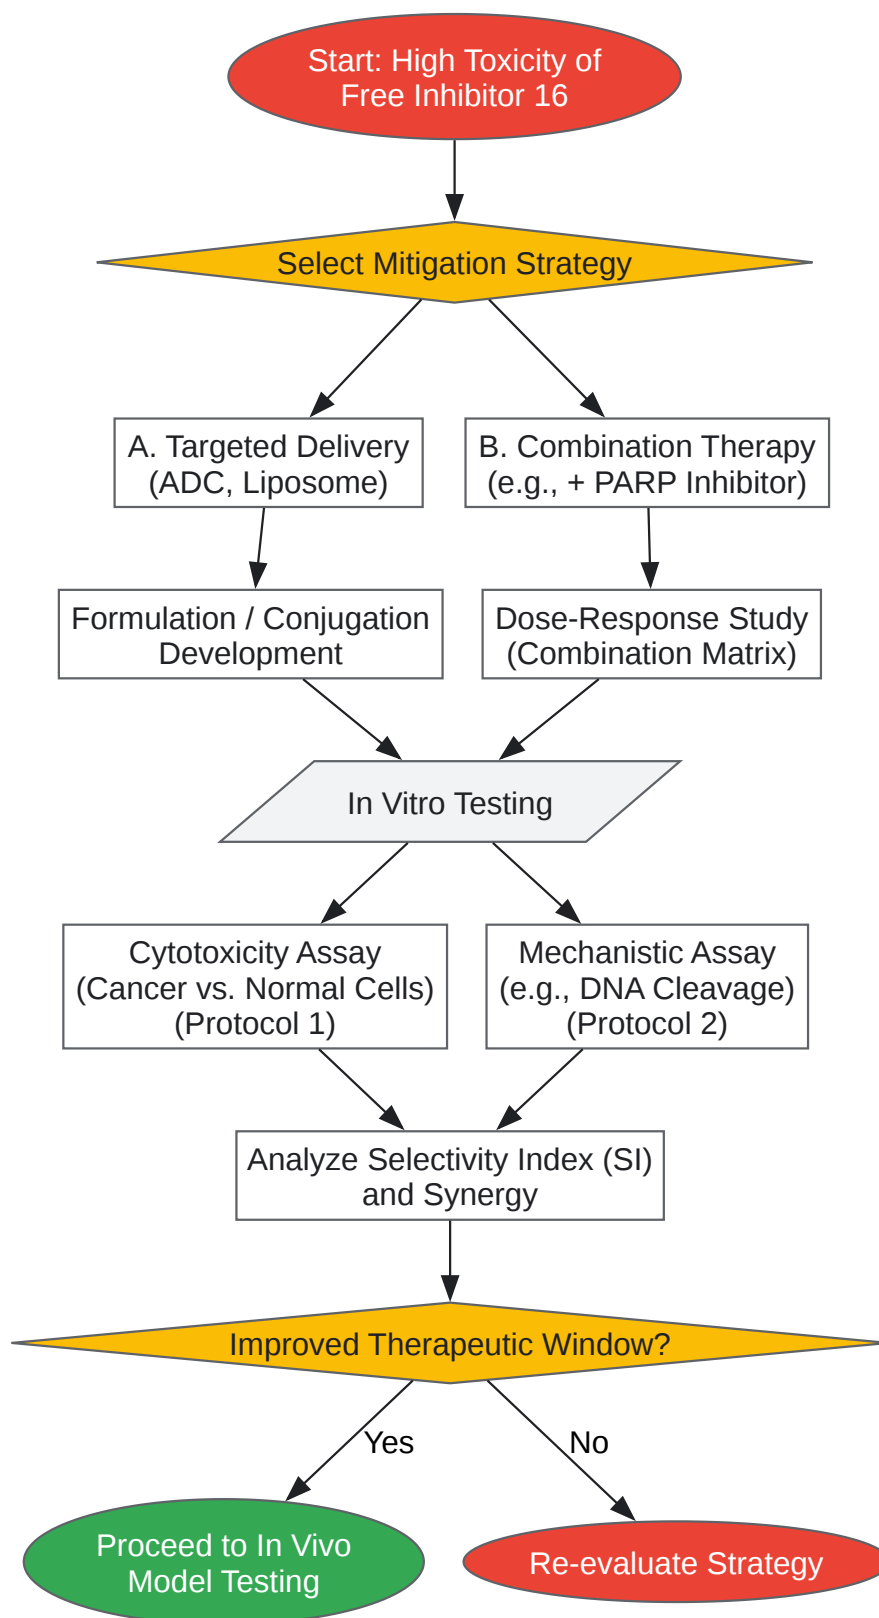 Start: High Toxicity of
Free Inhibitor 16
Select Mitigation Strategy
A. Targeted Delivery
(ADC, Liposome)
B. Combination Therapy
(e.g., + PARP Inhibitor)
Formulation / Conjugation
Development
Dose-Response Study
(Combination Matrix)
In Vitro Testing
Cytotoxicity Assay
(Cancer vs. Normal Cells)
(Protocol 1)
Mechanistic Assay
(e.g., DNA Cleavage)
(Protocol 2)
Analyze Selectivity Index (SI)
and Synergy
Improved Therapeutic Window?
Yes
No
Proceed to In Vivo
Model Testing
Re-evaluate Strategy